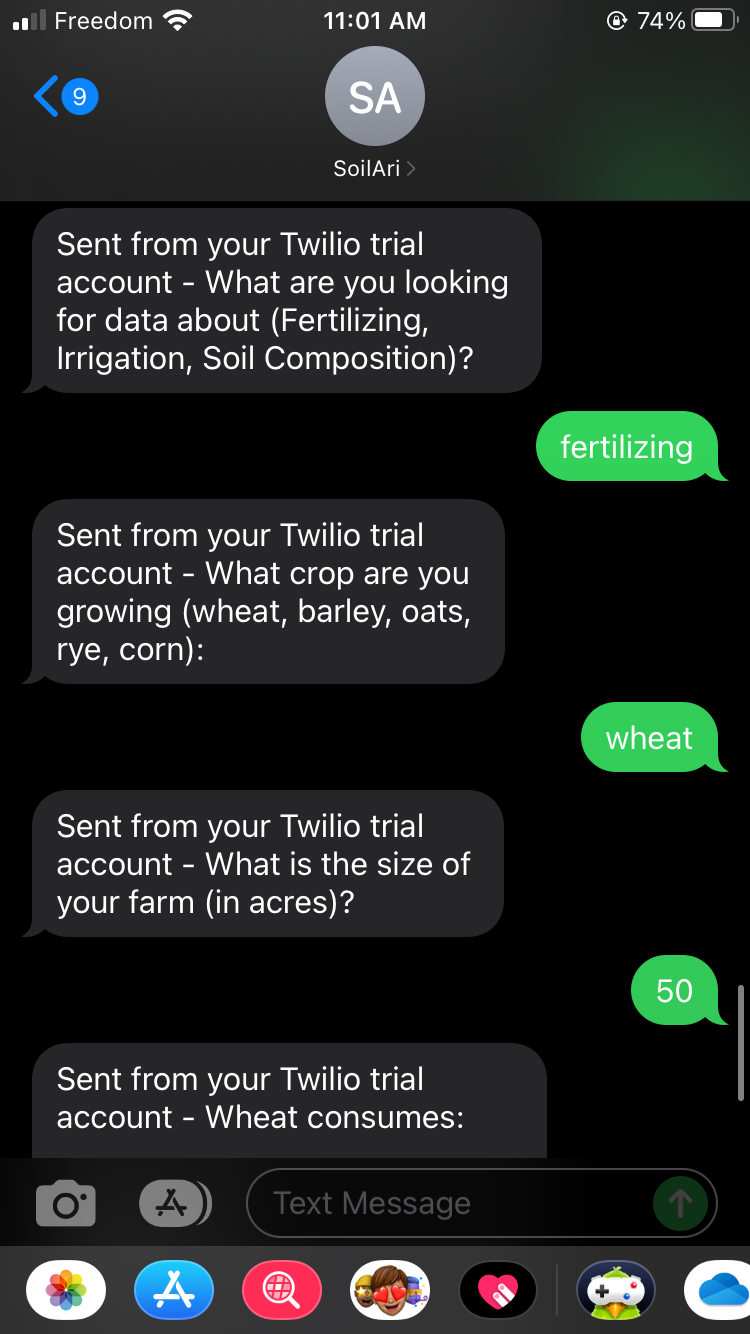 Freedom 11:01 AM 74%
9
SA
SoilAri
Sent from your Twilio trial
account - What are you looking
for data about (Fertilizing,
Irrigation, Soil Composition)?
fertilizing
Sent from your Twilio trial
account - What crop are you
growing (wheat, barley, oats,
rye, corn):
wheat
Sent from your Twilio trial
account - What is the size of
your farm (in acres)?
50
Sent from your Twilio trial
account - Wheat consumes:
Text Message